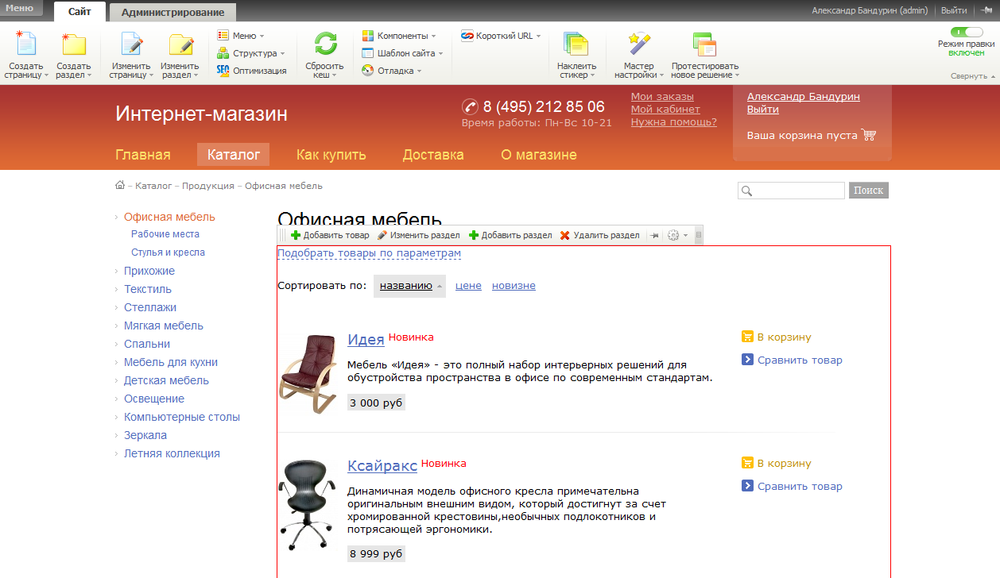 Меню
Сайт
Администрирование
Александр Бандурин (admin)
Выйти
Создать страницу
Создать раздел
Изменить страницу
Изменить раздел
Меню
Структура
SEO Оптимизация
Сбросить кеш
Компоненты
Шаблон сайта
Отладка
Короткий URL
Наклеить стикер
Мастер настройки
Протестировать новое решение
Режим правки
включен
Свернуть
Интернет-магазин
8 (495) 212 85 06
Время работы: Пн-Вс 10-21
Мои заказы
Мой кабинет
Нужна помощь?
Александр Бандурин
Выйти
Ваша корзина пуста
Главная Каталог Как купить Доставка О магазине
– Каталог – Продукция – Офисная мебель
Поиск
Офисная мебель
Рабочие места
Стулья и кресла
Прихожие
Текстиль
Стеллажи
Мягкая мебель
Спальни
Мебель для кухни
Детская мебель
Освещение
Компьютерные столы
Зеркала
Летняя коллекция
Офисная мебель
Добавить товар Изменить раздел Добавить раздел Удалить раздел
Подобрать товары по параметрам
Сортировать по: названию цене новизне
Идея Новинка
Мебель «Идея» - это полный набор интерьерных решений для
обустройства пространства в офисе по современным стандартам.
3 000 руб
В корзину
Сравнить товар
Ксайракс Новинка
Динамичная модель офисного кресла примечательна
оригинальным внешним видом, который достигнут за счет
хромированной крестовины,необычных подлокотников и
потрясающей эргономики.
8 999 руб
В корзину
Сравнить товар